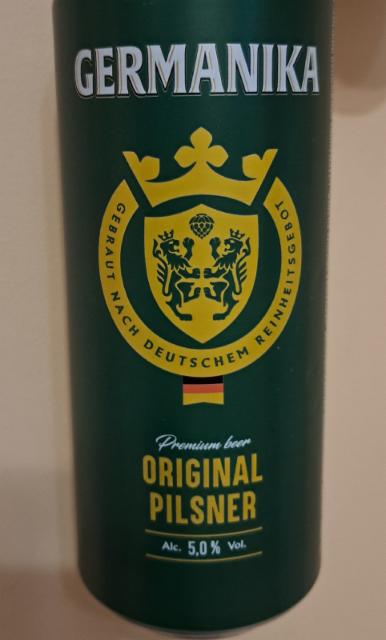 GERMANIKA
GEBRAUT NACH DEUTSCHEM REINHEITSGEBOT
Premium beer
ORIGINAL
PILSNER
Alc. 5,0 % Vol.